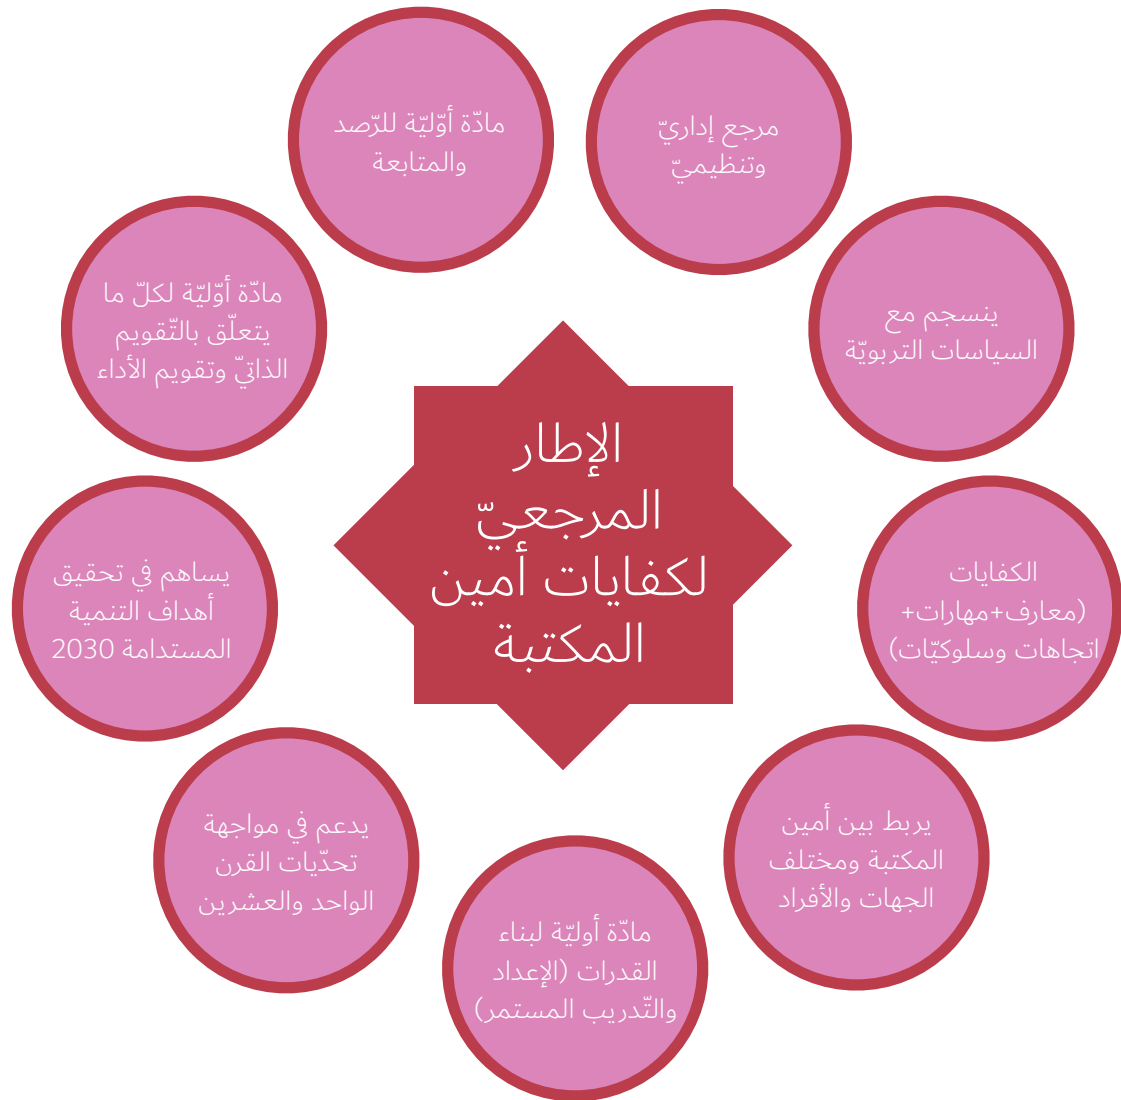 مرجع إداريّ
وتنظيميّ
ينسجم مع
السياسات التربويّة
الكفايات
(معارف+مهارات+
اتجاهات وسلوكيّات)
يربط بين أمين
المكتبة ومختلف
الجهات والأفراد
مادّة أوليّة لبناء
القدرات (الإعداد
والتّدريب المستمر)
يدعم في مواجهة
تحدّيات القرن
الواحد والعشرين
يساهم في تحقيق
أهداف التنمية
المستدامة 2030
مادّة أوّليّة لكلّ ما
يتعلّق بالتّقويم
الذاتيّ وتقويم الأداء
مادّة أوّليّة للرّصد
والمتابعة
الإطار
المرجعيّ
لكفايات أمين
المكتبة